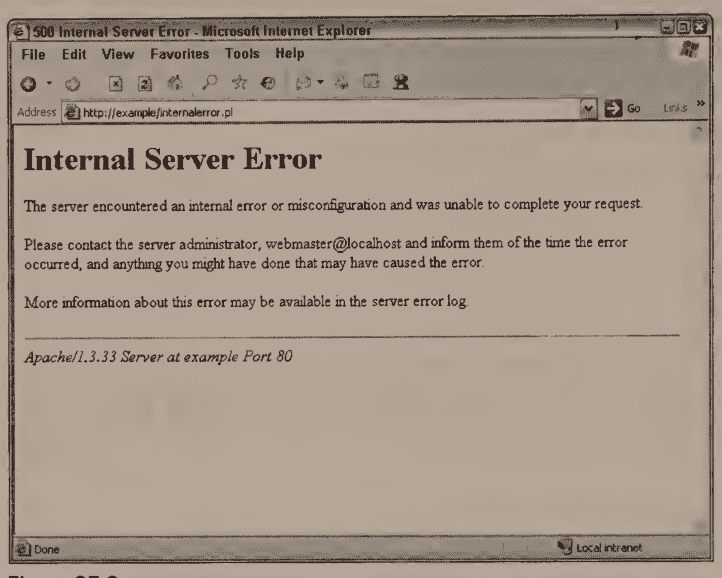 500 Internal Server Error - Microsoft Internet Explorer
File Edit View Favorites Tools Help
Address http://example/internalerror.pl Go Links »
Internal Server Error
The server encountered an internal error or misconfiguration and was unable to complete your request.
Please contact the server administrator, webmaster@localhost and inform them of the time the error
occurred, and anything you might have done that may have caused the error.
More information about this error may be available in the server error log.
Apache/1.3.33 Server at example Port 80
Done Local intranet